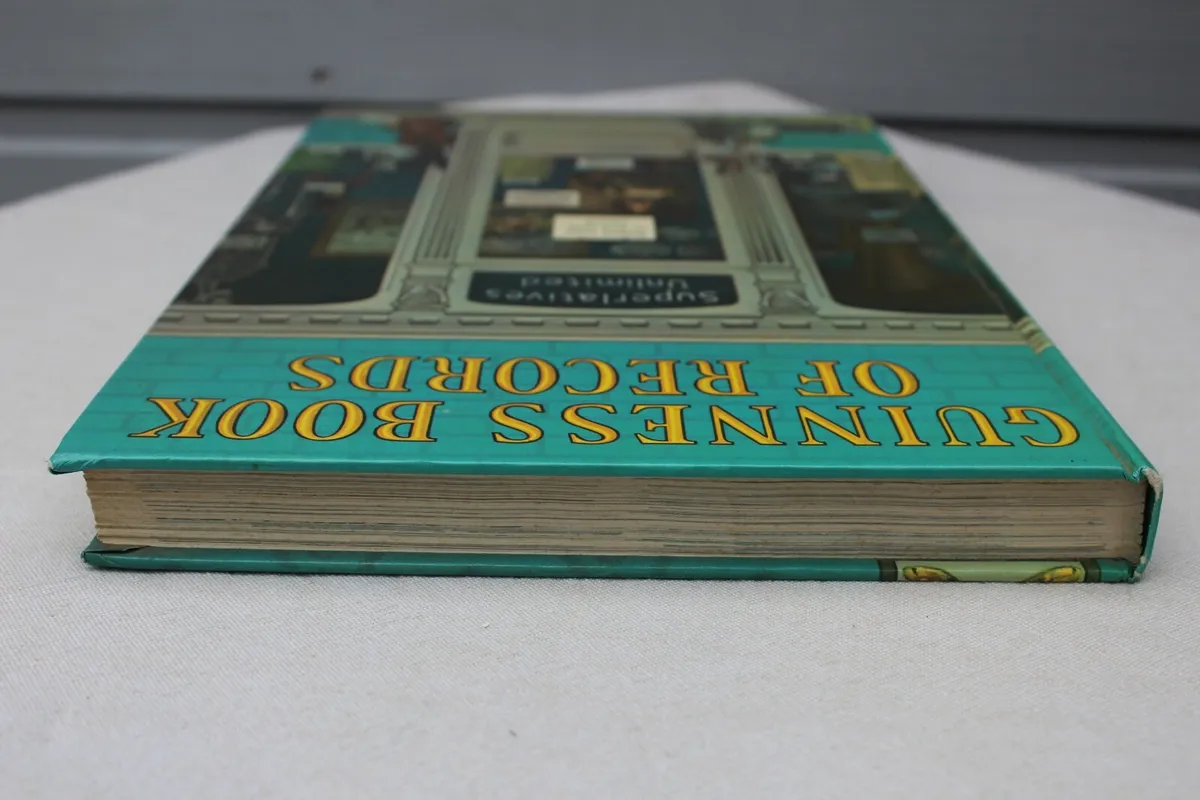 GUINNESS BOOK
OF RECORDS
Superlatives
Unlimited